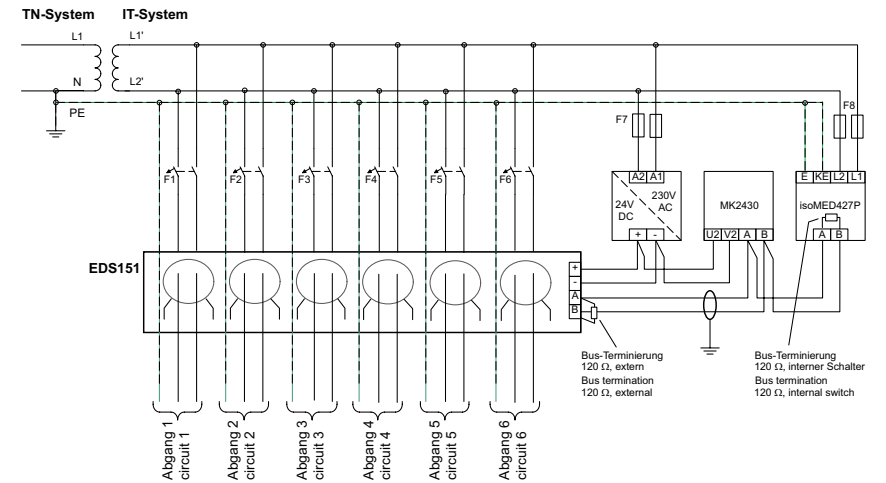 TN-System IT-System
L1 L1'
N L2'
PE
F7 F8
F1 F2 F3 F4 F5 F6
A2 A1
24V
DC
230V
AC
+ -
MK2430
U2 V2 A B
E KE L2 L1
isoMED427P
A B
EDS151
+
-
A
B
Bus-Terminierung
120 Ω, extern
Bus termination
120 Ω, external
Bus-Terminierung
120 Ω, interner Schalter
Bus termination
120 Ω, internal switch
Abgang 1
circuit 1
Abgang 2
circuit 2
Abgang 3
circuit 3
Abgang 4
circuit 4
Abgang 5
circuit 5
Abgang 6
circuit 6